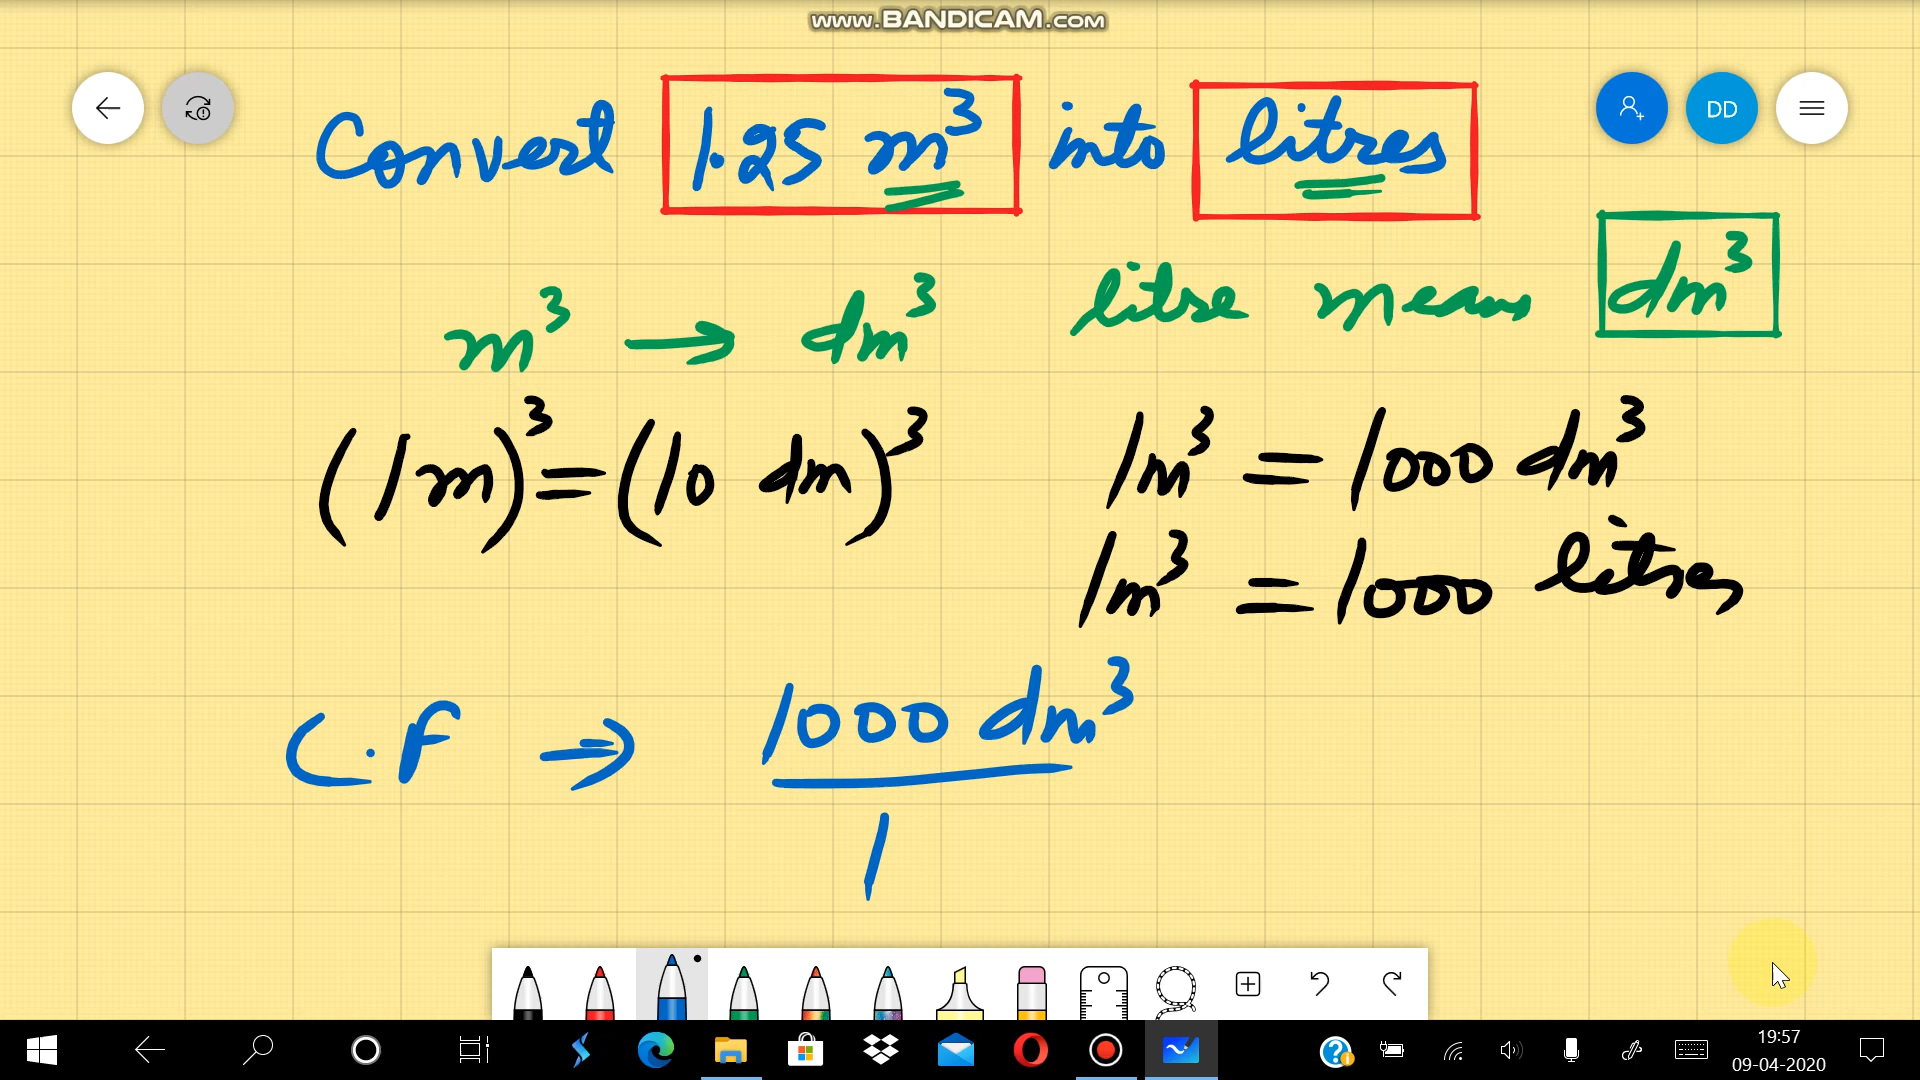 www.BANDICAM.com
Convert 1.25 m³ into litres
DD
m³ → dm³
litre means dm³
(1m)³ = (10 dm)³
1m³ = 1000 dm³
1m³ = 1000 litres
C.F → 1000 dm³
1
19:57
09-04-2020